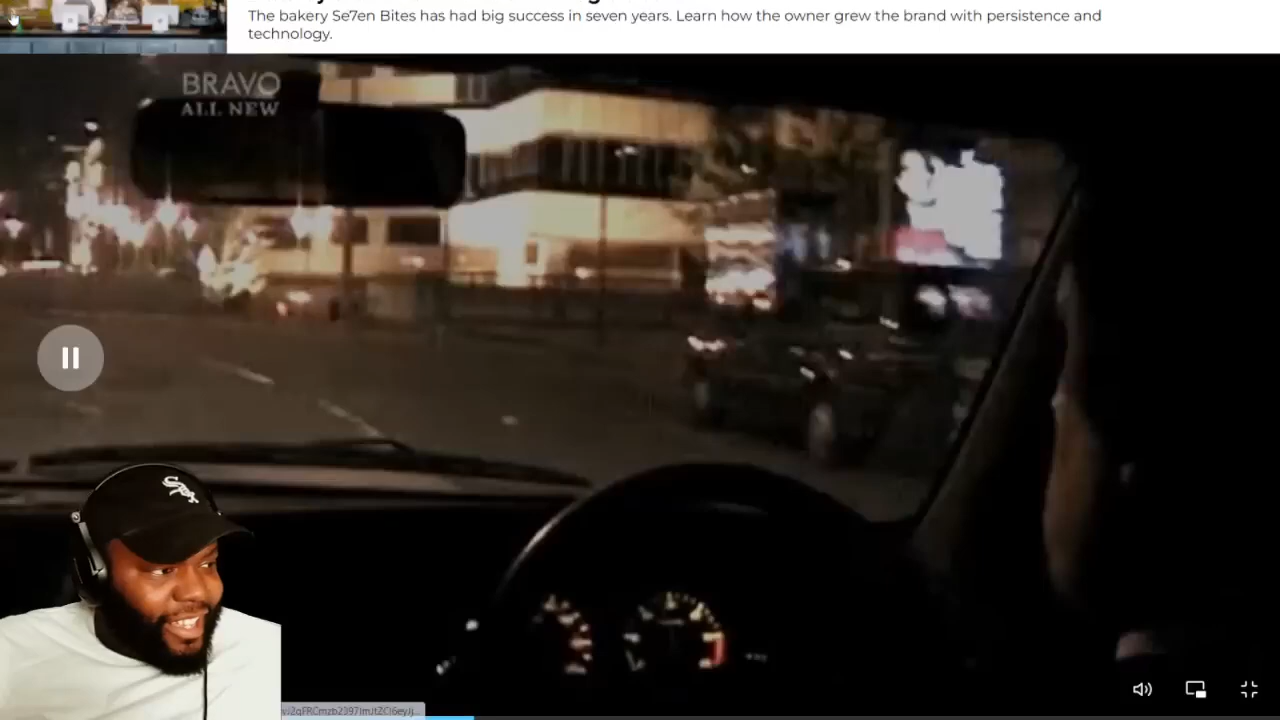 The bakery Se7en Bites has had big success in seven years. Learn how the owner grew the brand with persistence and
technology.
BRAVO
ALL NEW
Sox